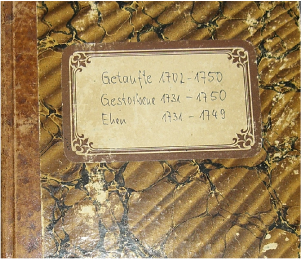 Getaufte 1702-1750
Gestorbene 1731 - 1750
Ehen 1731 - 1749